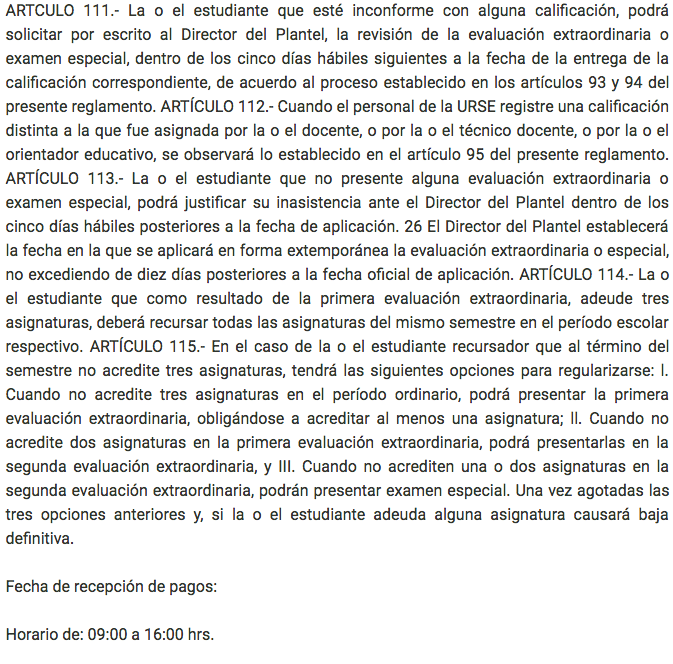 ARTCULO 111.- La o el estudiante que esté inconforme con alguna calificación, podrá
solicitar por escrito al Director del Plantel, la revisión de la evaluación extraordinaria o
examen especial, dentro de los cinco días hábiles siguientes a la fecha de la entrega de la
calificación correspondiente, de acuerdo al proceso establecido en los artículos 93 y 94 del
presente reglamento. ARTÍCULO 112.- Cuando el personal de la URSE registre una calificación
distinta a la que fue asignada por la o el docente, o por la o el técnico docente, o por la o el
orientador educativo, se observará lo establecido en el artículo 95 del presente reglamento.
ARTÍCULO 113.- La o el estudiante que no presente alguna evaluación extraordinaria o
examen especial, podrá justificar su inasistencia ante el Director del Plantel dentro de los
cinco días hábiles posteriores a la fecha de aplicación. 26 El Director del Plantel establecerá
la fecha en la que se aplicará en forma extemporánea la evaluación extraordinaria o especial,
no excediendo de diez días posteriores a la fecha oficial de aplicación. ARTÍCULO 114.- La o
el estudiante que como resultado de la primera evaluación extraordinaria, adeude tres
asignaturas, deberá recursar todas las asignaturas del mismo semestre en el período escolar
respectivo. ARTÍCULO 115.- En el caso de la o el estudiante recursador que al término del
semestre no acredite tres asignaturas, tendrá las siguientes opciones para regularizarse: I.
Cuando no acredite tres asignaturas en el período ordinario, podrá presentar la primera
evaluación extraordinaria, obligándose a acreditar al menos una asignatura; II. Cuando no
acredite dos asignaturas en la primera evaluación extraordinaria, podrá presentarlas en la
segunda evaluación extraordinaria, y III. Cuando no acrediten una o dos asignaturas en la
segunda evaluación extraordinaria, podrán presentar examen especial. Una vez agotadas las
tres opciones anteriores y, si la o el estudiante adeuda alguna asignatura causará baja
definitiva.
Fecha de recepción de pagos:
Horario de: 09:00 a 16:00 hrs.